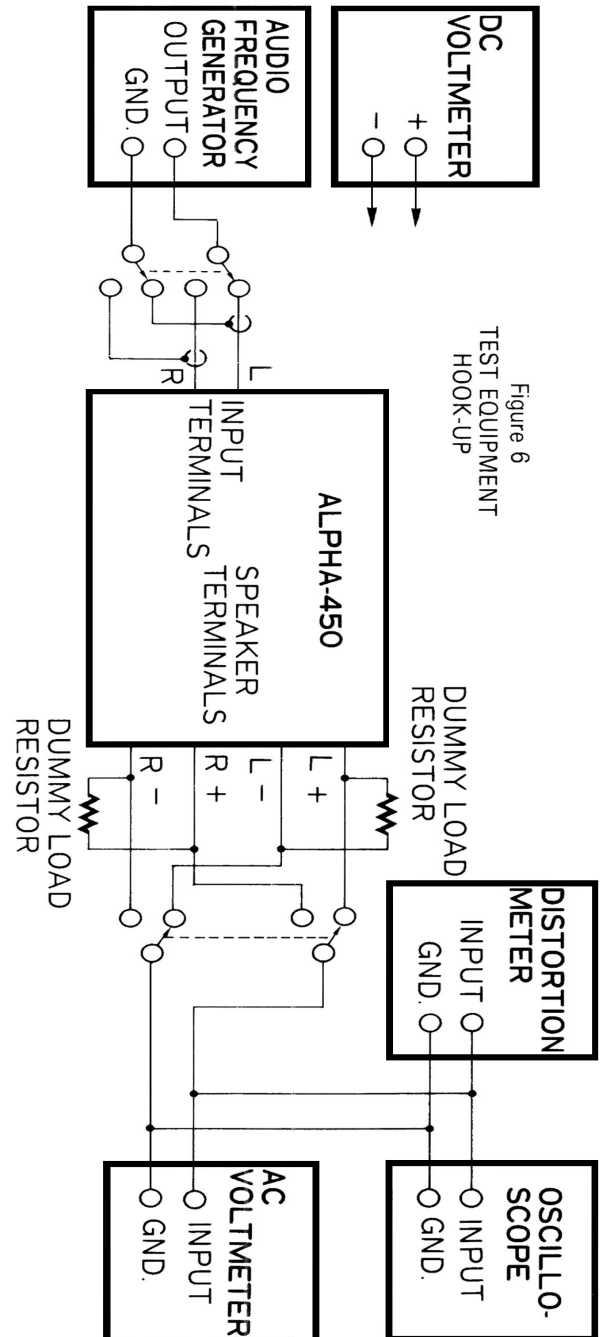 Figure 6
TEST EQUIPMENT
HOOK-UP
DC
VOLTMETER
+
-
AUDIO
FREQUENCY
GENERATOR
OUTPUT
GND.
L
R
ALPHA-450
INPUT
TERMINALS
SPEAKER
TERMINALS
L +
L -
R +
R -
DUMMY LOAD
RESISTOR
DUMMY LOAD
RESISTOR
DISTORTION
METER
INPUT
GND.
OSCILLO-
SCOPE
INPUT
GND.
AC
VOLTMETER
INPUT
GND.